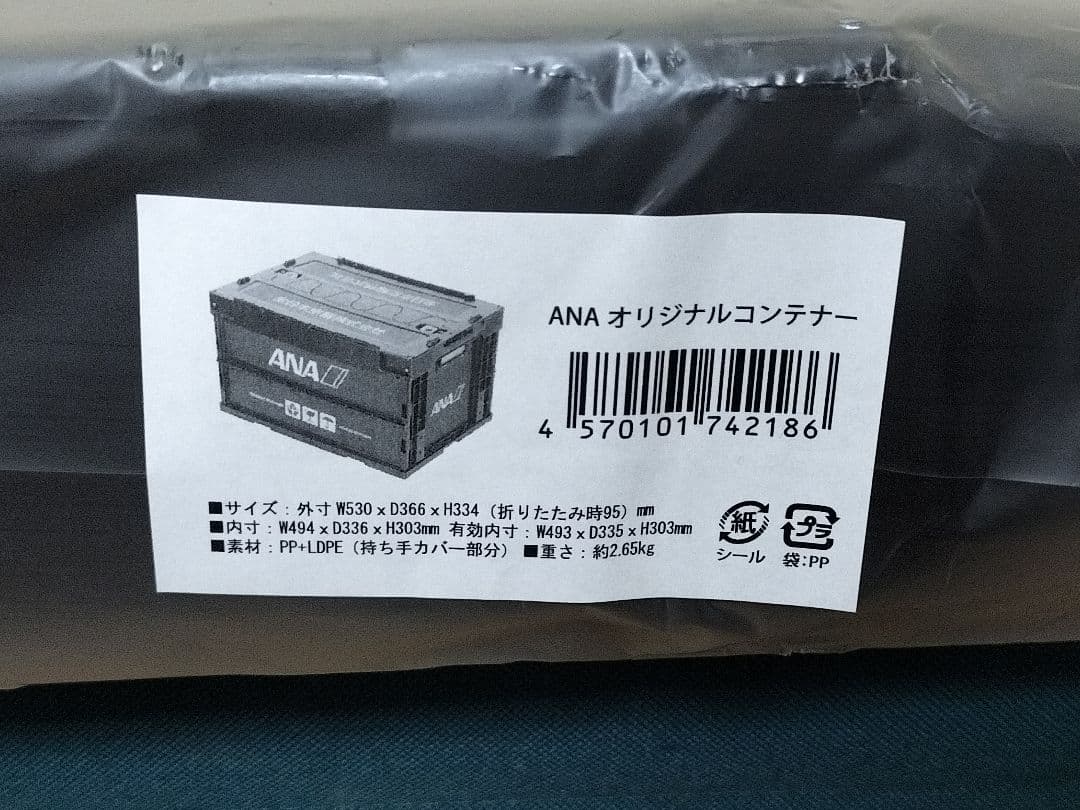 ANA オリジナルコンテナー
ANA
ANA
4 570101 742186
■サイズ：外寸 W530 x D366 x H334（折りたたみ時95）mm
■内寸：W494 x D336 x H303mm 有効内寸：W493 x D335 x H303mm
■素材：PP+LDPE（持ち手カバー部分） ■重さ：約2.65kg
紙
シール
プラ
袋：PP